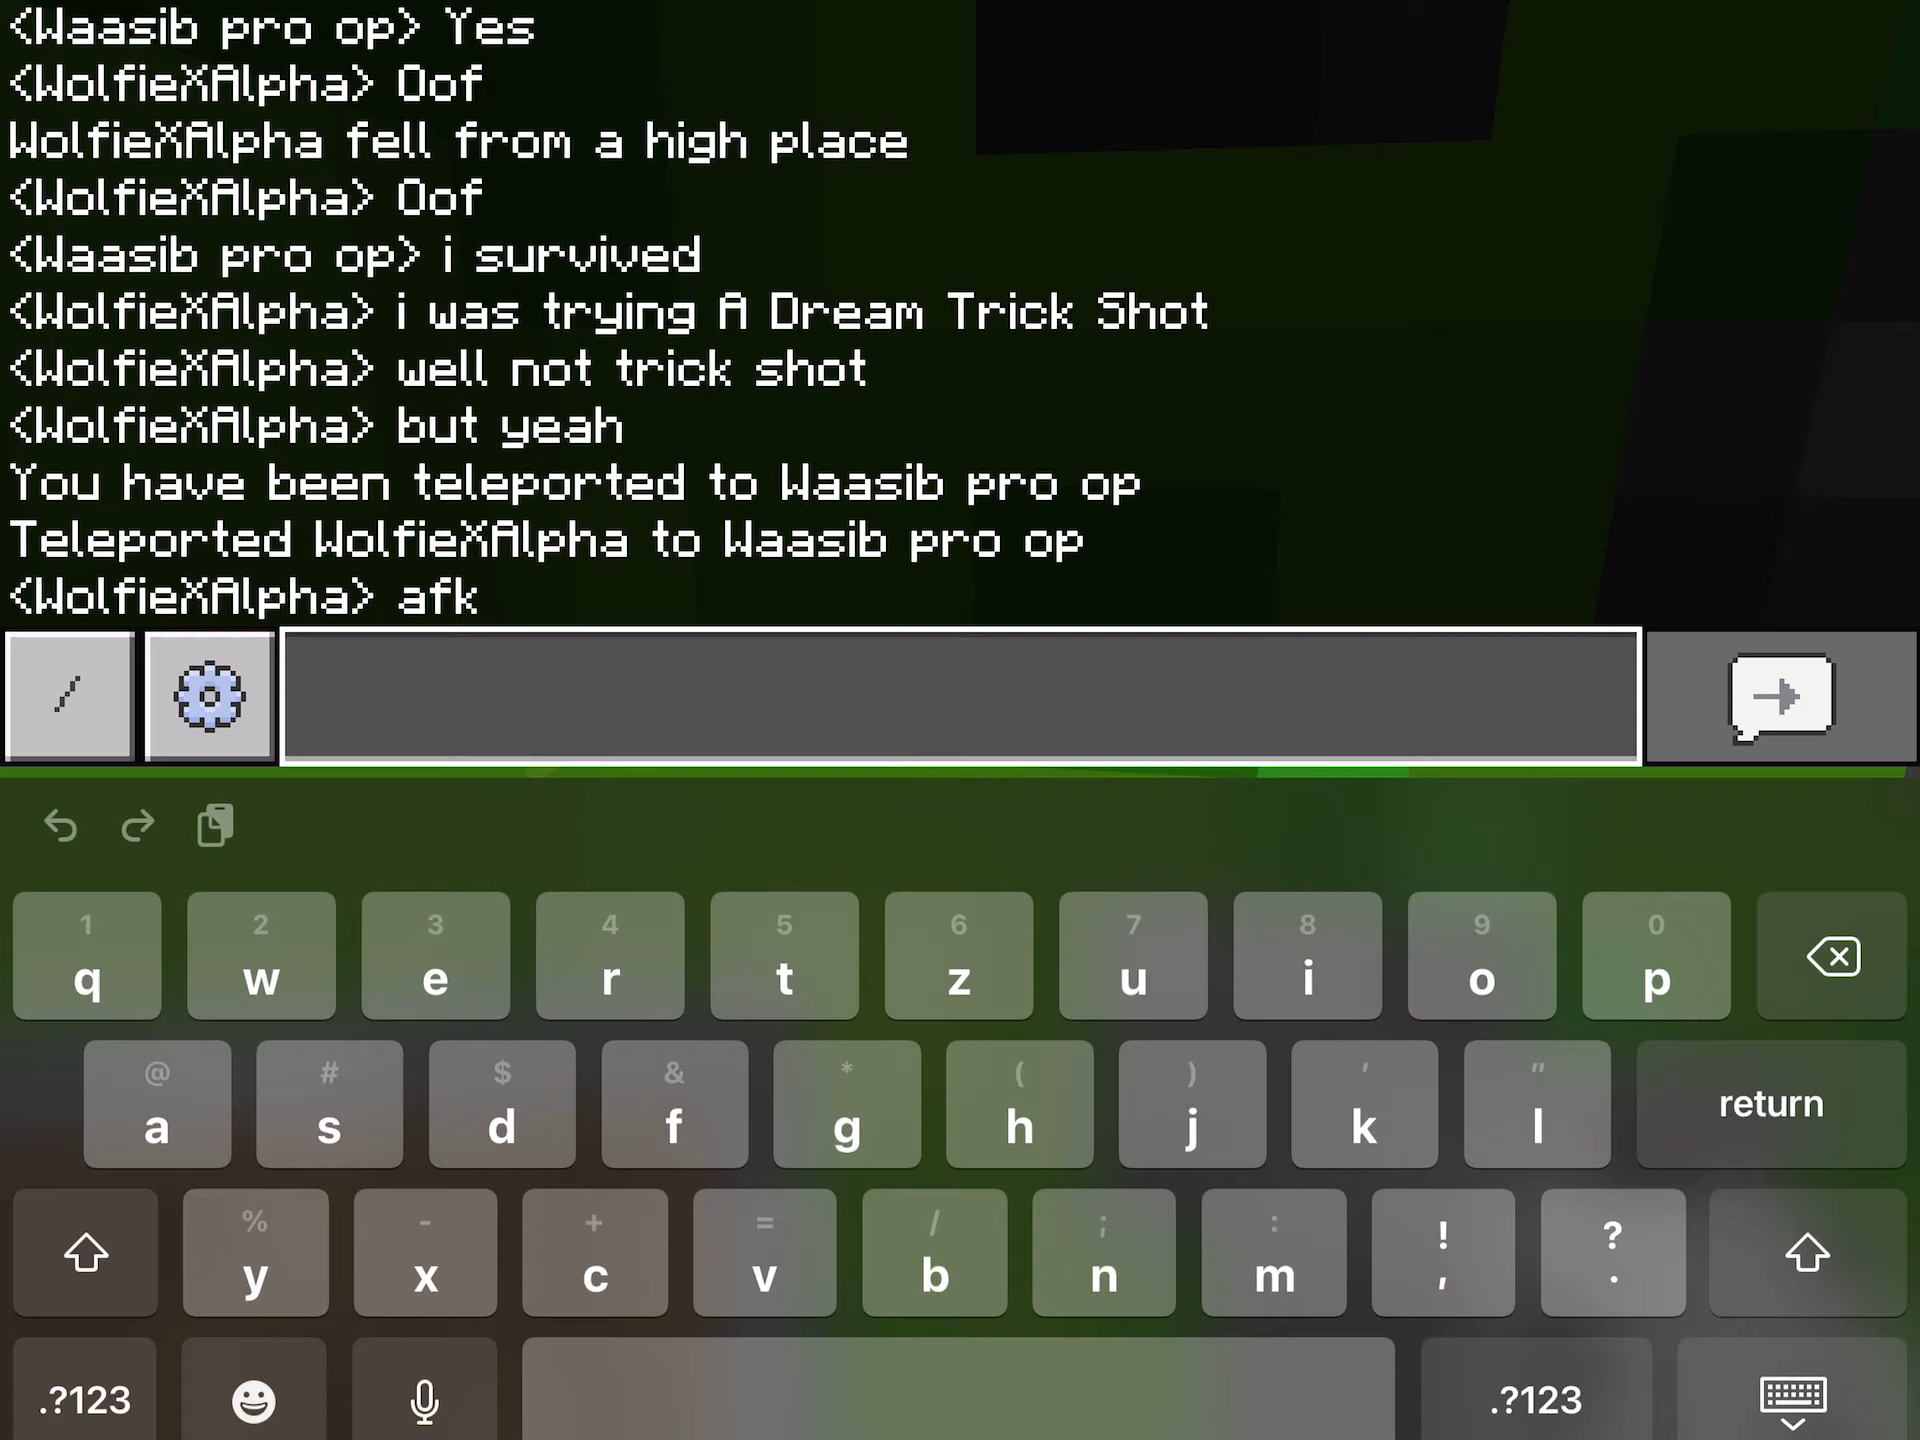 <Waasib pro op> Yes
<WolfieXAlpha> Oof
WolfieXAlpha fell from a high place
<WolfieXAlpha> Oof
<Waasib pro op> i survived
<WolfieXAlpha> i was trying A Dream Trick Shot
<WolfieXAlpha> well not trick shot
<WolfieXAlpha> but yeah
You have been teleported to Waasib pro op
Teleported WolfieXAlpha to Waasib pro op
<WolfieXAlpha> afk
/
1 2 3 4 5 6 7 8 9 0
q w e r t z u i o p
@ # $ & * ( ) ' "
a s d f g h j k l return
% - + = / ; : ! ?
y x c v b n m , .
.?123 .?123